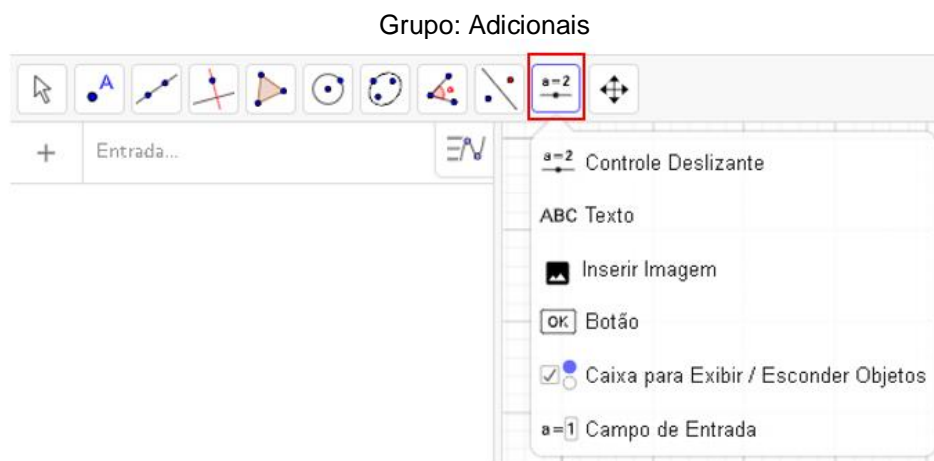 Grupo: Adicionais
A
a=2
+ Entrada...
a=2 Controle Deslizante
ABC Texto
Inserir Imagem
OK Botão
Caixa para Exibir / Esconder Objetos
a=1 Campo de Entrada